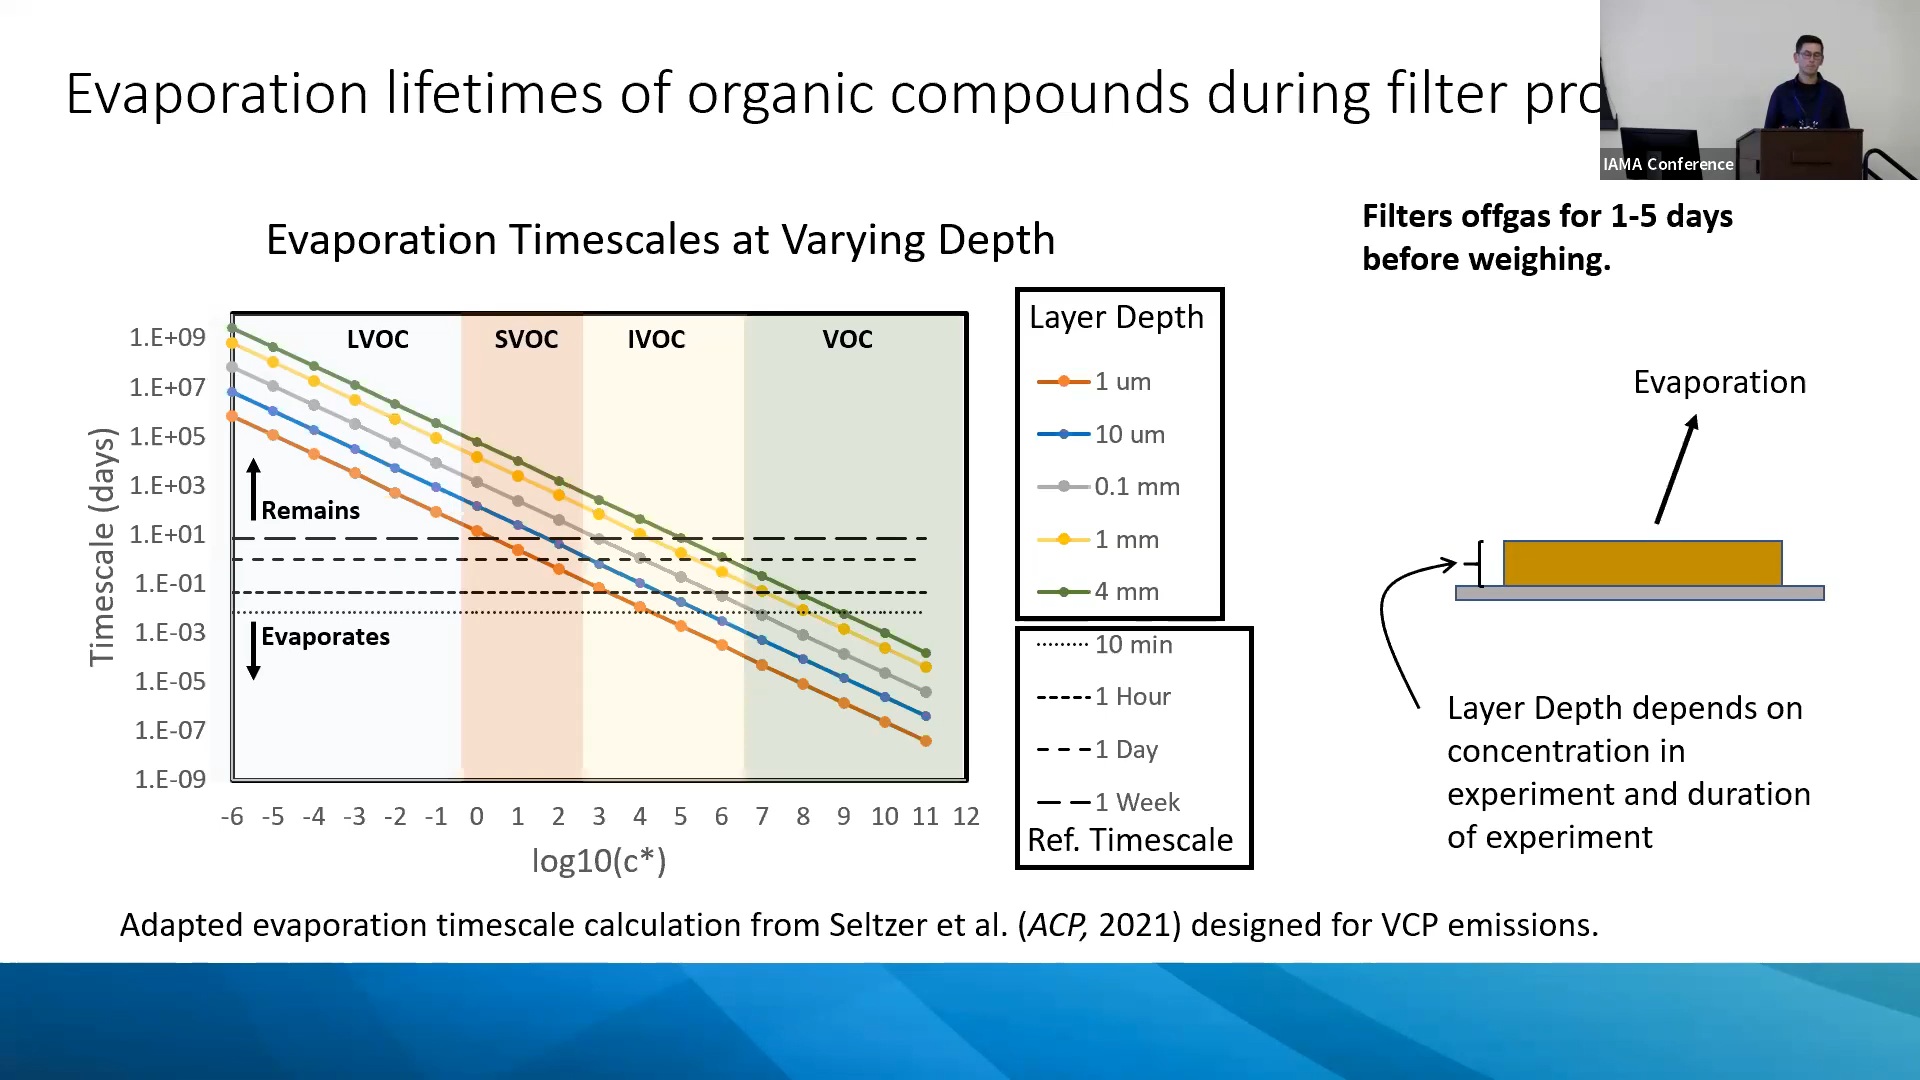 Evaporation lifetimes of organic compounds during filter pro
IAMA Conference
Filters offgas for 1-5 days
before weighing.
Evaporation Timescales at Varying Depth
1.E+09
1.E+07
1.E+05
1.E+03
1.E+01
1.E-01
1.E-03
1.E-05
1.E-07
1.E-09
Timescale (days)
LVOC
SVOC
IVOC
VOC
Remains
Evaporates
-6 -5 -4 -3 -2 -1 0 1 2 3 4 5 6 7 8 9 10 11 12
log10(c*)
Layer Depth
1 um
10 um
0.1 mm
1 mm
4 mm
10 min
1 Hour
1 Day
1 Week
Ref. Timescale
Evaporation
Layer Depth depends on
concentration in
experiment and duration
of experiment
Adapted evaporation timescale calculation from Seltzer et al. (ACP, 2021) designed for VCP emissions.